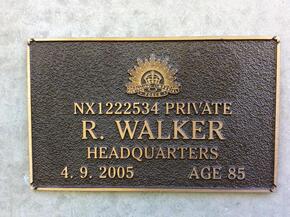 NX1222534 PRIVATE
R. WALKER
HEADQUARTERS
4. 9. 2005 AGE 85